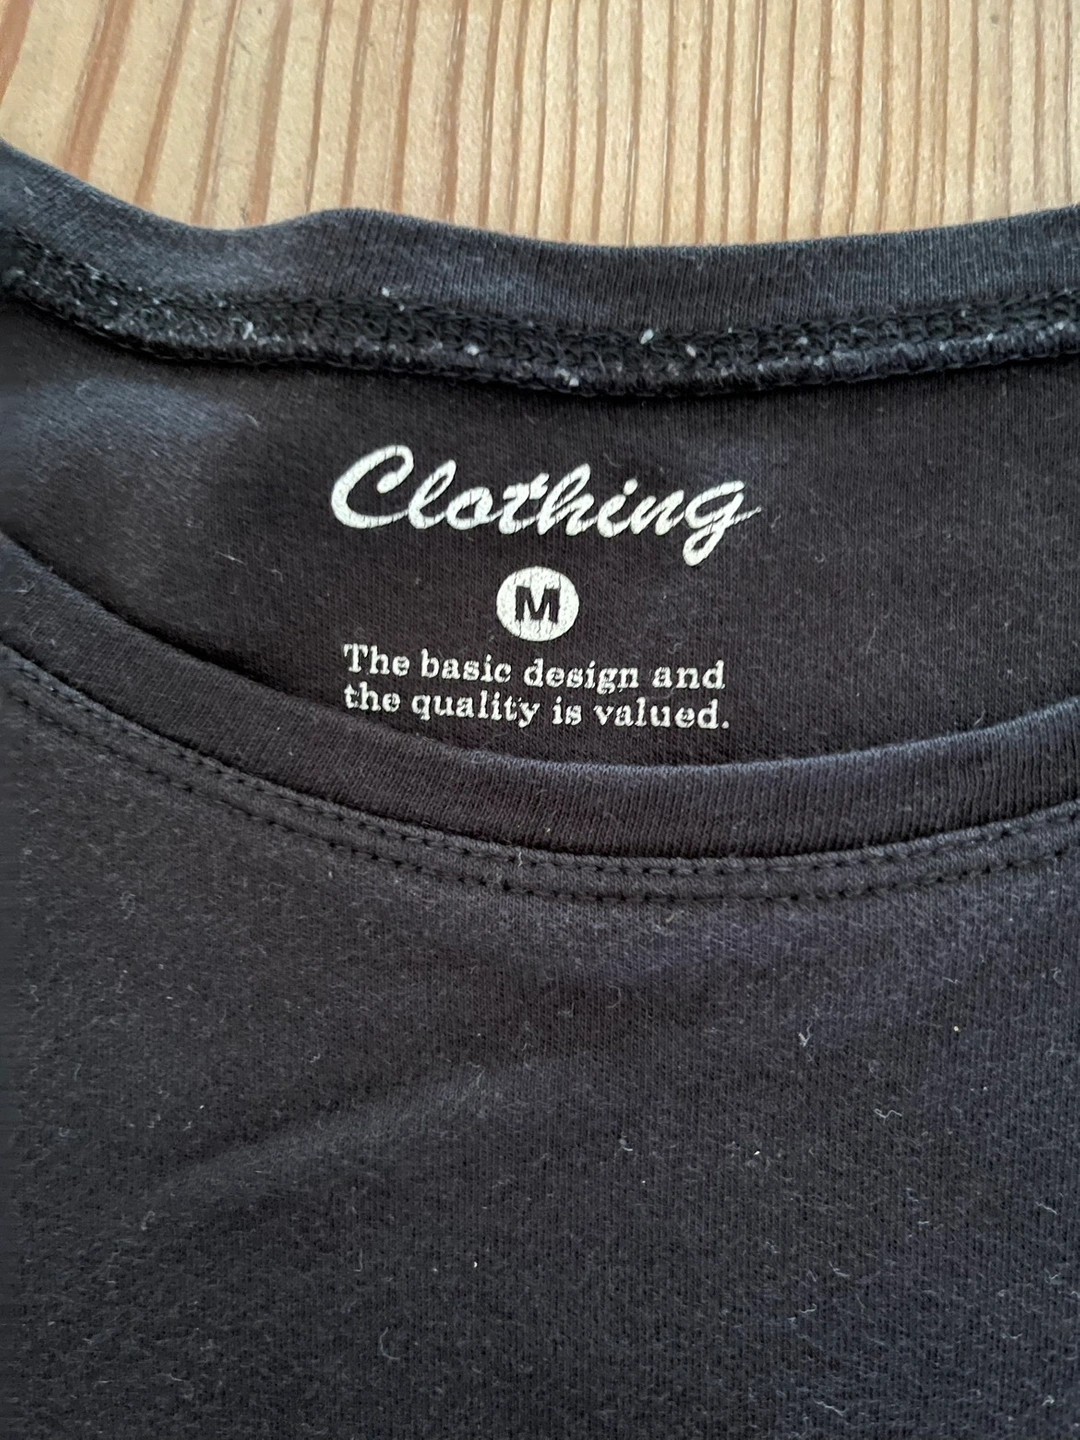 Clothing
M
The basic design and
the quality is valued.